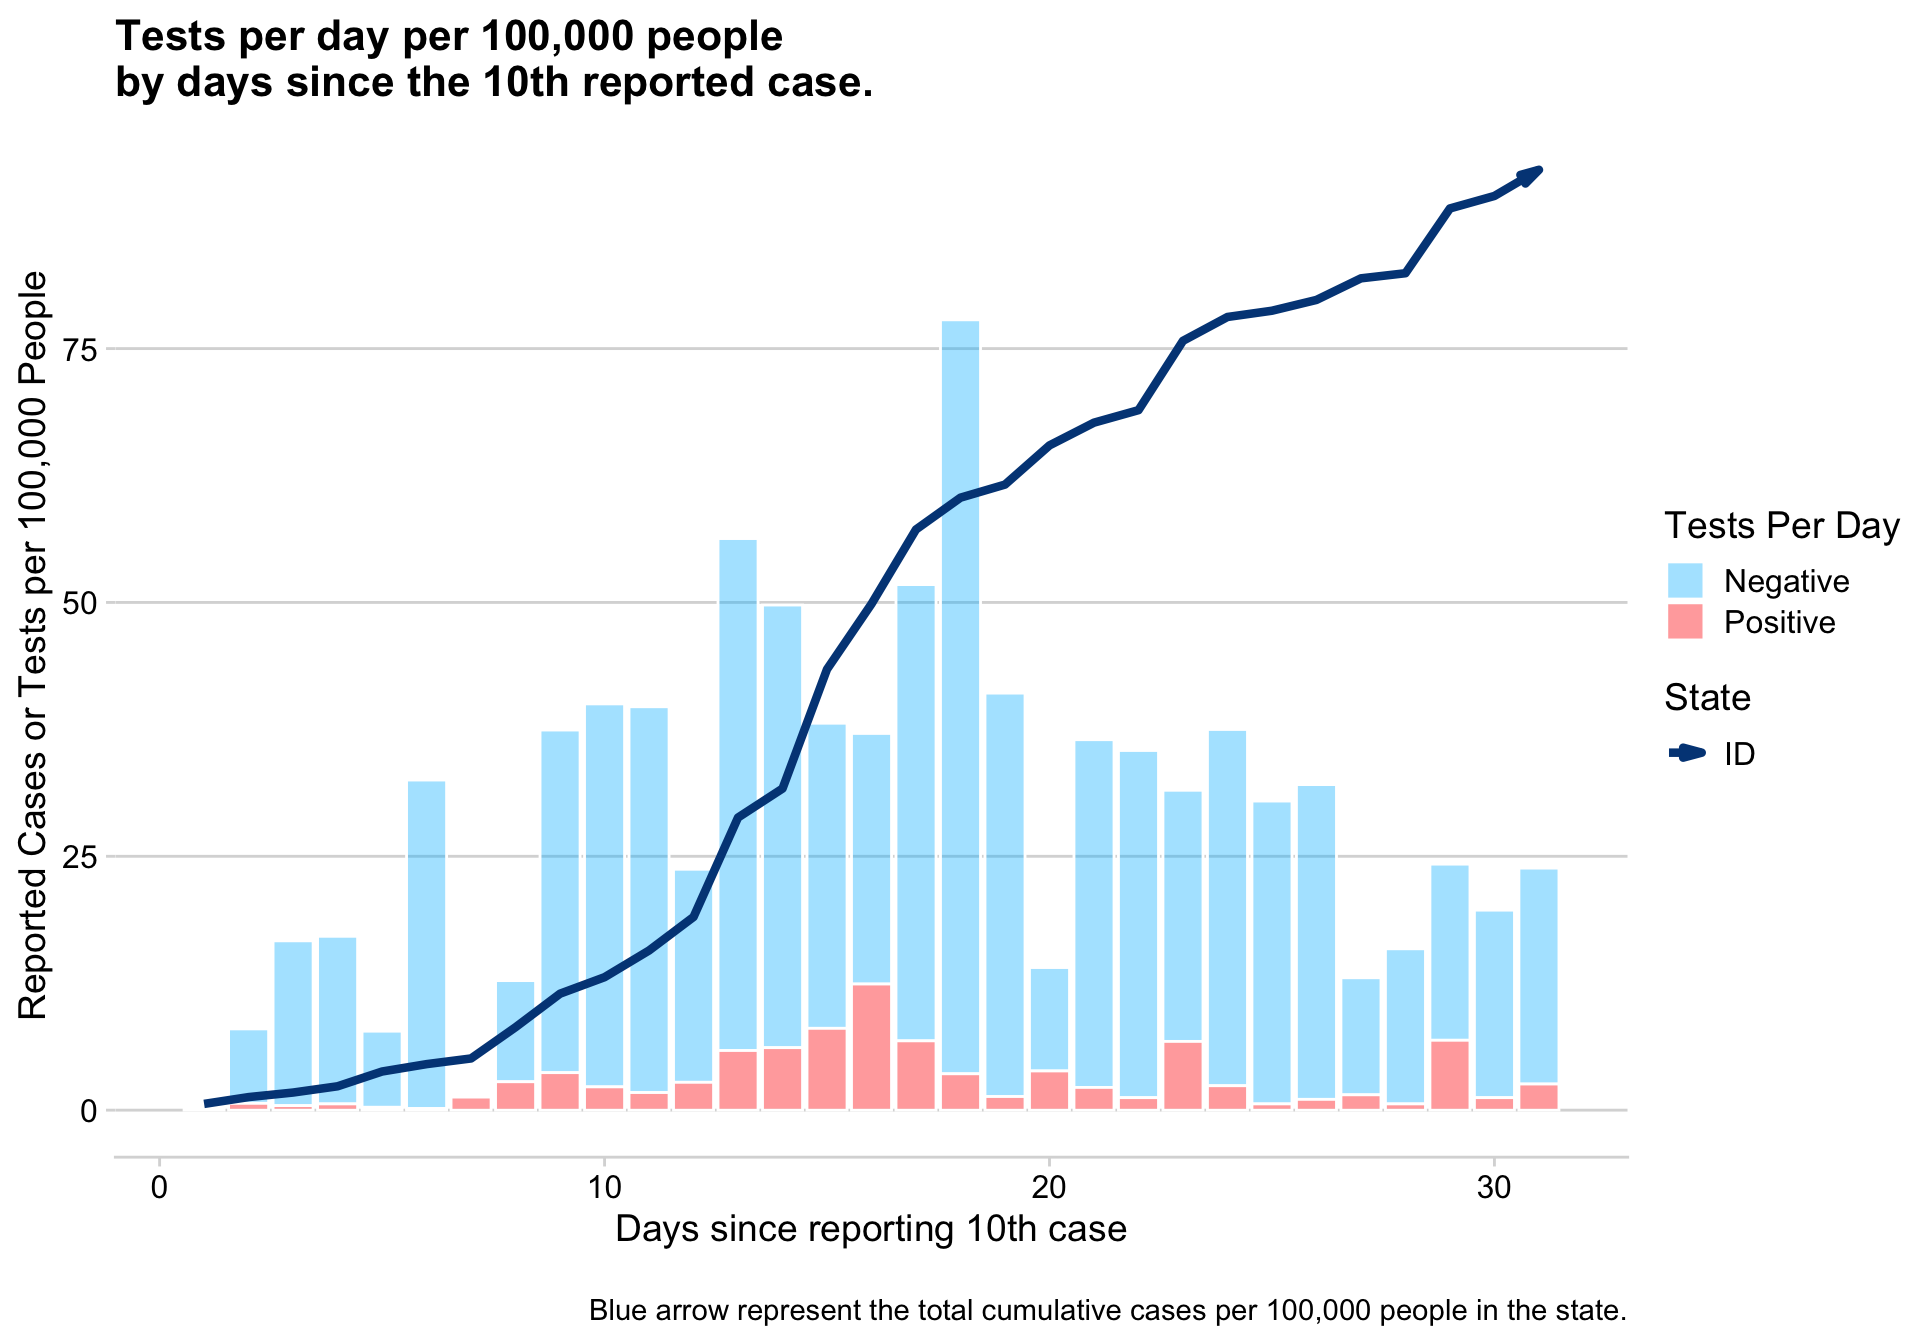 Tests per day per 100,000 people
by days since the 10th reported case.
Reported Cases or Tests per 100,000 People
75
50
25
0
0
10
20
30
Days since reporting 10th case
Tests Per Day
Negative
Positive
State
ID
Blue arrow represent the total cumulative cases per 100,000 people in the state.